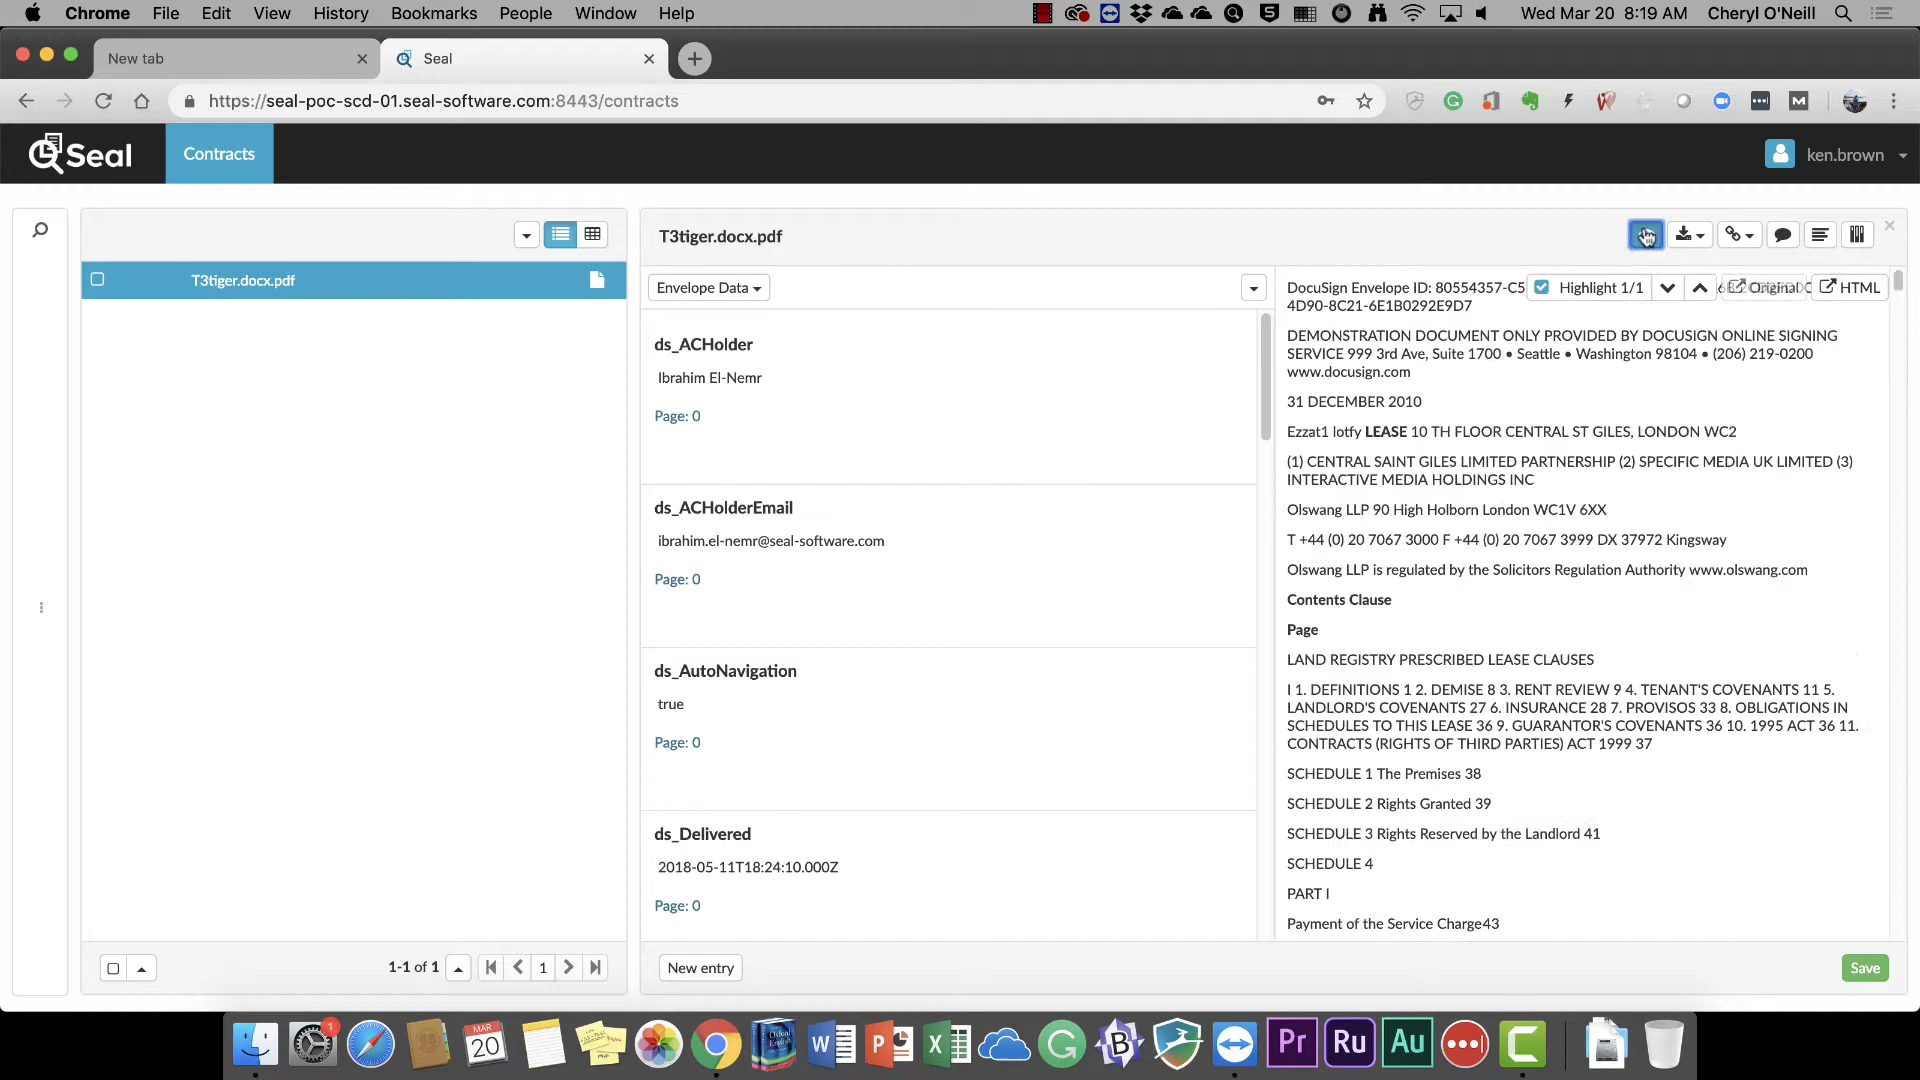 Chrome File Edit View History Bookmarks People Window Help Wed Mar 20 8:19 AM Cheryl O'Neill
New tab Seal
https://seal-poc-scd-01.seal-software.com:8443/contracts
Seal Contracts ken.brown
T3tiger.docx.pdf
T3tiger.docx.pdf
Envelope Data
Highlight 1/1 Original HTML
ds_ACHolder
Ibrahim El-Nemr
Page: 0
ds_ACHolderEmail
ibrahim.el-nemr@seal-software.com
Page: 0
ds_AutoNavigation
true
Page: 0
ds_Delivered
2018-05-11T18:24:10.000Z
Page: 0
DocuSign Envelope ID: 80554357-C5
4D90-8C21-6E1B0292E9D7
DEMONSTRATION DOCUMENT ONLY PROVIDED BY DOCUSIGN ONLINE SIGNING
SERVICE 999 3rd Ave, Suite 1700 • Seattle • Washington 98104 • (206) 219-0200
www.docusign.com
31 DECEMBER 2010
Ezzat1 lotfy LEASE 10 TH FLOOR CENTRAL ST GILES, LONDON WC2
(1) CENTRAL SAINT GILES LIMITED PARTNERSHIP (2) SPECIFIC MEDIA UK LIMITED (3)
INTERACTIVE MEDIA HOLDINGS INC
Olswang LLP 90 High Holborn London WC1V 6XX
T +44 (0) 20 7067 3000 F +44 (0) 20 7067 3999 DX 37972 Kingsway
Olswang LLP is regulated by the Solicitors Regulation Authority www.olswang.com
Contents Clause
Page
LAND REGISTRY PRESCRIBED LEASE CLAUSES
I 1. DEFINITIONS 1 2. DEMISE 8 3. RENT REVIEW 9 4. TENANT'S COVENANTS 11 5.
LANDLORD'S COVENANTS 27 6. INSURANCE 28 7. PROVISOS 33 8. OBLIGATIONS IN
SCHEDULES TO THIS LEASE 36 9. GUARANTOR'S COVENANTS 36 10. 1995 ACT 36 11.
CONTRACTS (RIGHTS OF THIRD PARTIES) ACT 1999 37
SCHEDULE 1 The Premises 38
SCHEDULE 2 Rights Granted 39
SCHEDULE 3 Rights Reserved by the Landlord 41
SCHEDULE 4
PART I
Payment of the Service Charge43
1-1 of 1 1
New entry Save
1 MAR 20 Oxford English W P X G B Pr Ru Au C